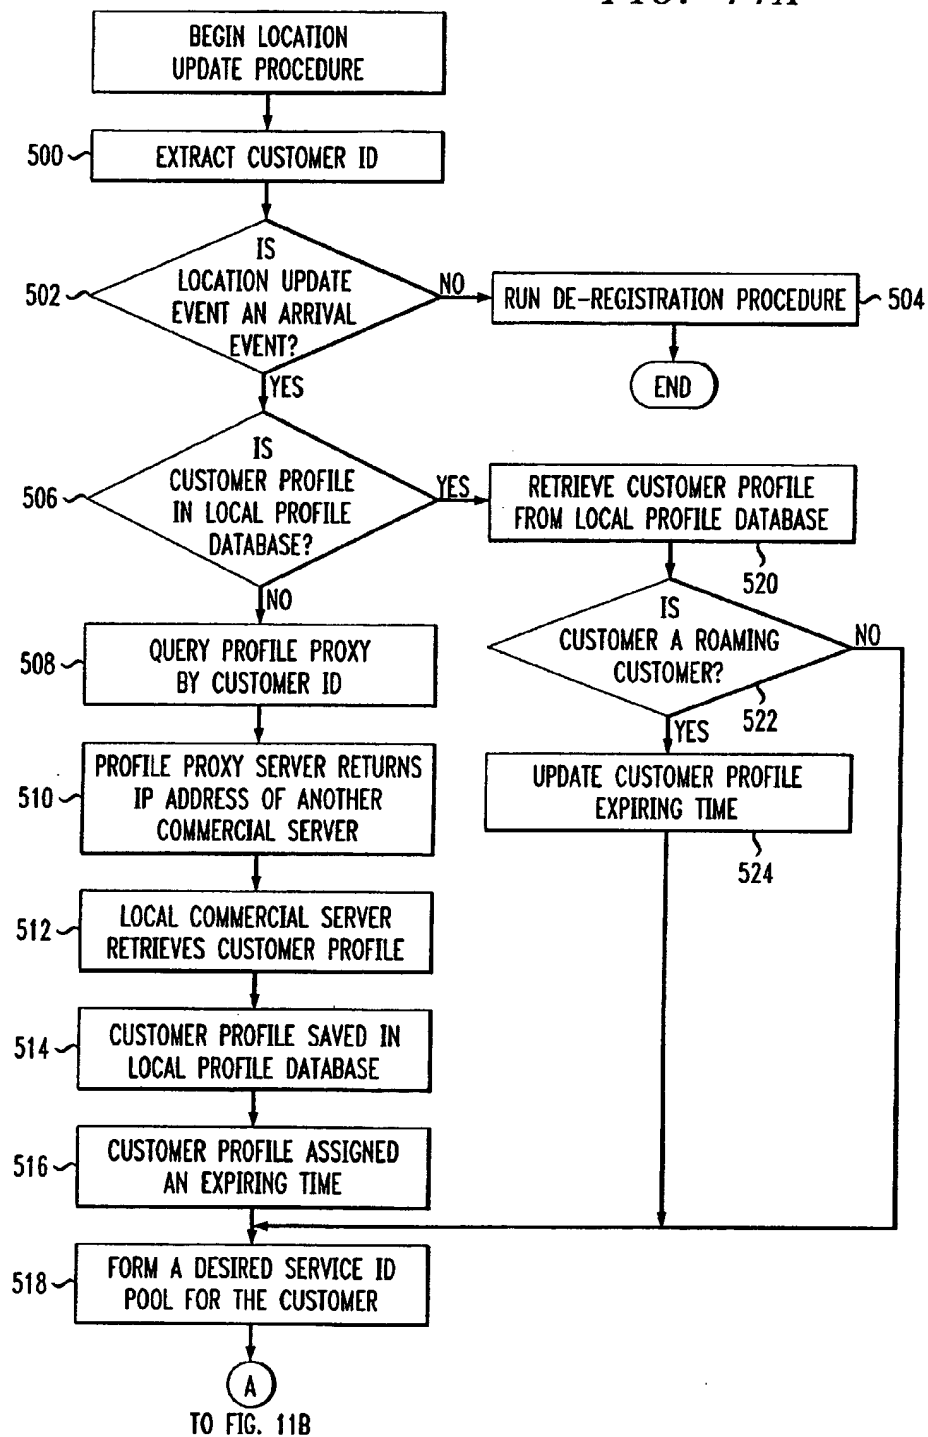 BEGIN LOCATION
UPDATE PROCEDURE
500
EXTRACT CUSTOMER ID
502
IS
LOCATION UPDATE
EVENT AN ARRIVAL
EVENT?
NO
RUN DE-REGISTRATION PROCEDURE
504
END
YES
506
IS
CUSTOMER PROFILE
IN LOCAL PROFILE
DATABASE?
YES
RETRIEVE CUSTOMER PROFILE
FROM LOCAL PROFILE DATABASE
520
NO
508
QUERY PROFILE PROXY
BY CUSTOMER ID
IS
CUSTOMER A ROAMING
CUSTOMER?
NO
522
YES
510
PROFILE PROXY SERVER RETURNS
IP ADDRESS OF ANOTHER
COMMERCIAL SERVER
UPDATE CUSTOMER PROFILE
EXPIRING TIME
524
512
LOCAL COMMERCIAL SERVER
RETRIEVES CUSTOMER PROFILE
514
CUSTOMER PROFILE SAVED IN
LOCAL PROFILE DATABASE
516
CUSTOMER PROFILE ASSIGNED
AN EXPIRING TIME
518
FORM A DESIRED SERVICE ID
POOL FOR THE CUSTOMER
A
TO FIG. 11B